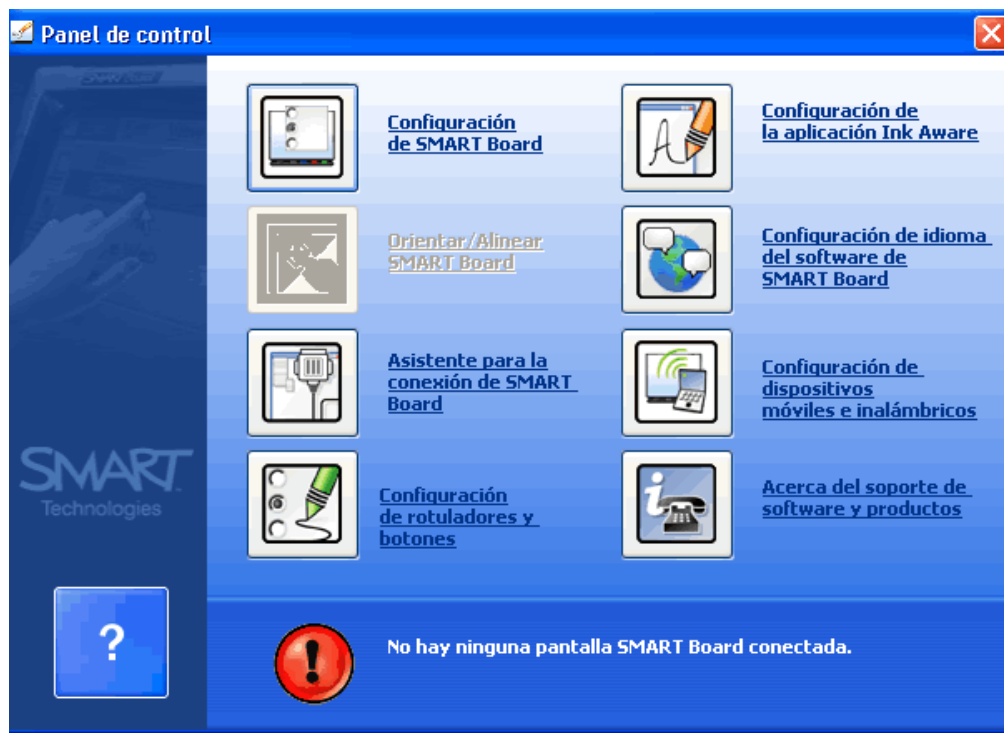 Panel de control
Configuración
de SMART Board
Configuración de
la aplicación Ink Aware
Orientar/Alinear
SMART Board
Configuración de idioma
del software de
SMART Board
Asistente para la
conexión de SMART
Board
Configuración de
dispositivos
móviles e inalámbricos
Configuración
de rotuladores y
botones
Acerca del soporte de
software y productos
SMART
Technologies
?
No hay ninguna pantalla SMART Board conectada.